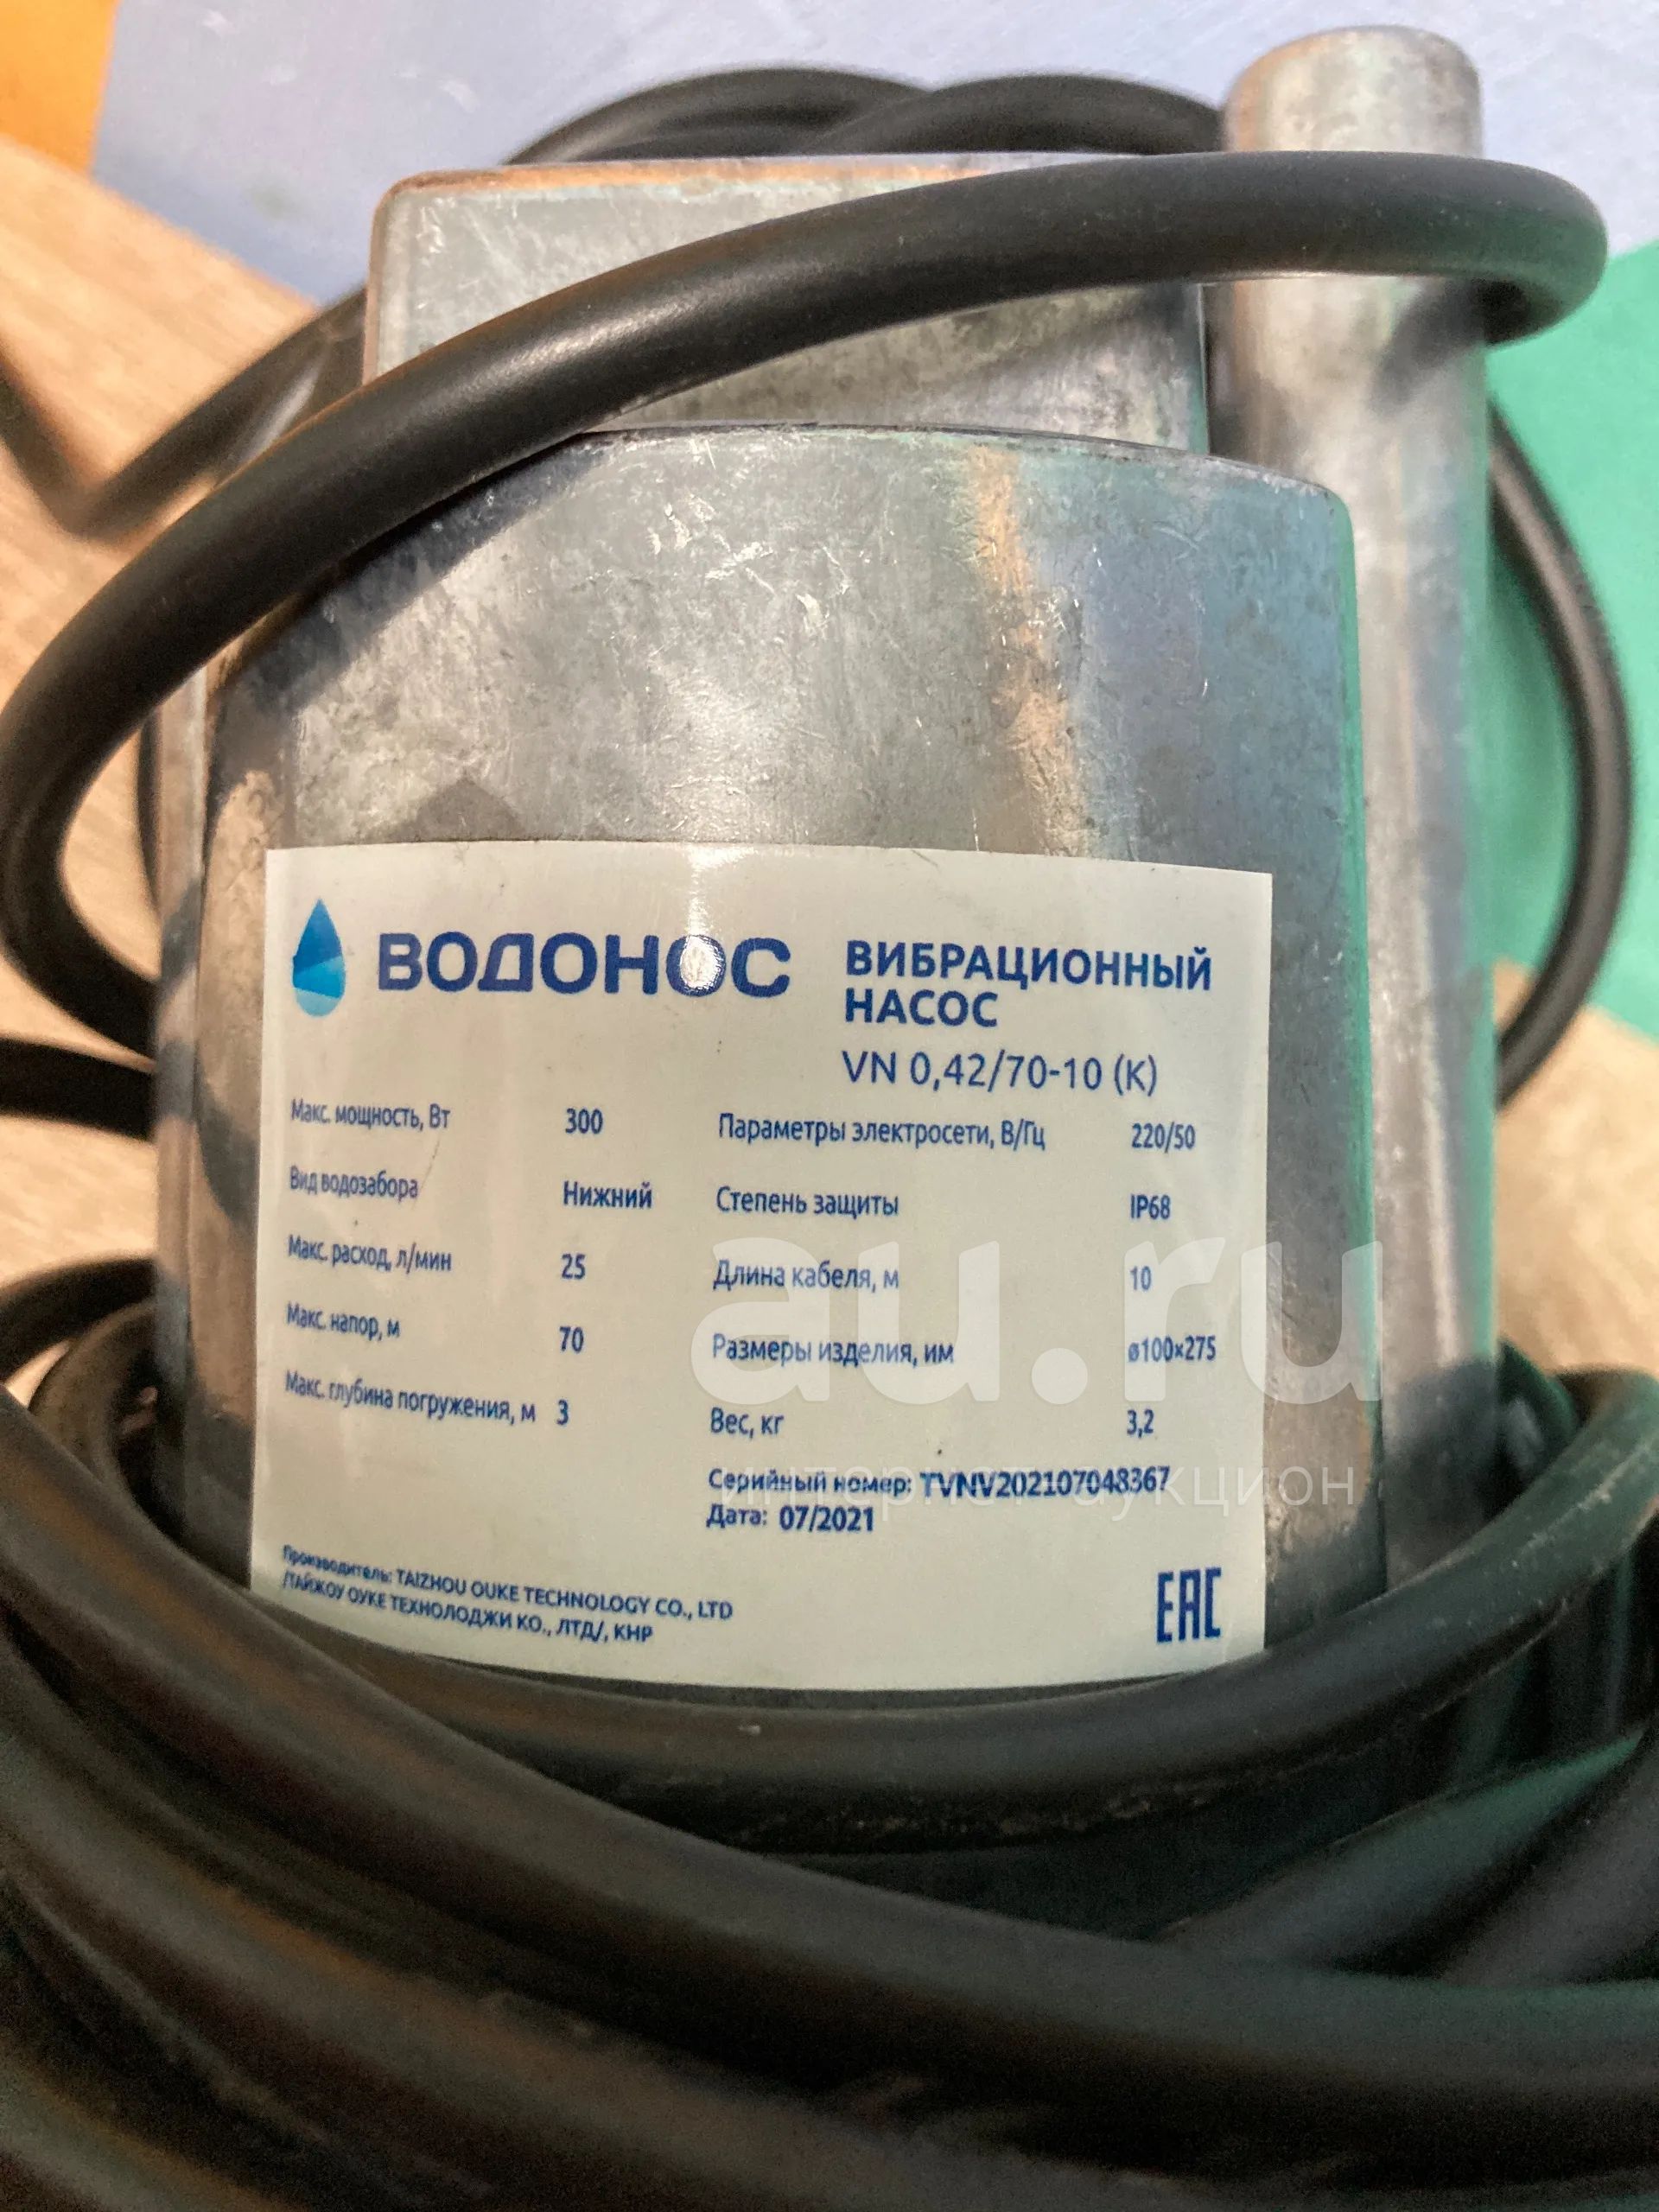 ВОДОНОС
ВИБРАЦИОННЫЙ
НАСОС
VN 0,42/70-10 (К)
Макс. мощность, Вт 300
Вид водозабора Нижний
Макс. расход, л/мин 25
Макс. напор, м 70
Макс. глубина погружения, м 3
Параметры электросети, В/Гц 220/50
Степень защиты IP68
Длина кабеля, м 10
Размеры изделия, им ø100×275
Вес, кг 3,2
Серийный номер: TVNV202107048367
Дата: 07/2021
Производитель: TAIZHOU OUKE TECHNOLOGY CO., LTD
/ТАЙЖОУ ОУКЕ ТЕХНОЛОДЖИ КО., ЛТД/, КНР
EAC
au.ru
интернет-аукцион